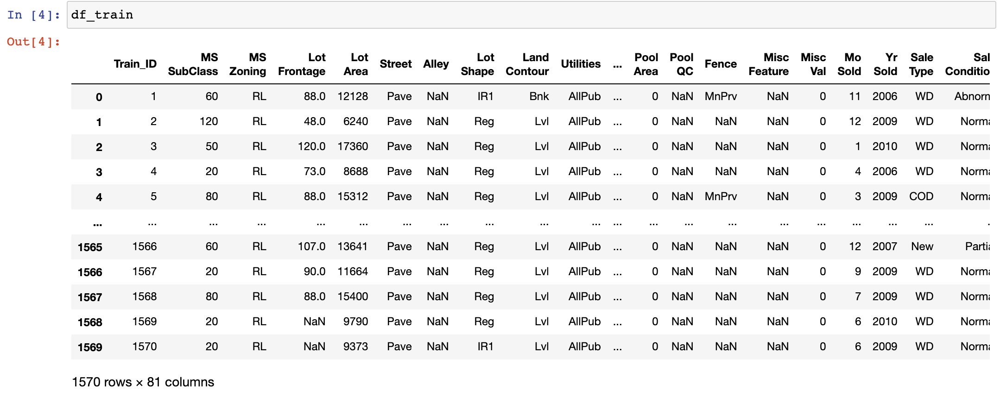 In [4]: df_train
Out[4]:
Train_ID MS SubClass MS Zoning Lot Frontage Lot Area Street Alley Lot Shape Land Contour Utilities ... Pool Area Pool QC Fence Misc Feature Misc Val Mo Sold Yr Sold Sale Type Sal Conditio
0 1 60 RL 88.0 12128 Pave NaN IR1 Bnk AllPub ... 0 NaN MnPrv NaN 0 11 2006 WD Abnorn
1 2 120 RL 48.0 6240 Pave NaN Reg Lvl AllPub ... 0 NaN NaN NaN 0 12 2009 WD Norma
2 3 50 RL 120.0 17360 Pave NaN Reg Lvl AllPub ... 0 NaN NaN NaN 0 1 2010 WD Norma
3 4 20 RL 73.0 8688 Pave NaN Reg Lvl AllPub ... 0 NaN NaN NaN 0 4 2006 WD Norma
4 5 80 RL 88.0 15312 Pave NaN Reg Lvl AllPub ... 0 NaN MnPrv NaN 0 3 2009 COD Norma
... ... ... ... ... ... ... ... ... ... ... ... ... ... ... ... ... ... ... ... .
1565 1566 60 RL 107.0 13641 Pave NaN Reg Lvl AllPub ... 0 NaN NaN NaN 0 12 2007 New Partia
1566 1567 20 RL 90.0 11664 Pave NaN Reg Lvl AllPub ... 0 NaN NaN NaN 0 9 2009 WD Norma
1567 1568 80 RL 88.0 15400 Pave NaN Reg Lvl AllPub ... 0 NaN NaN NaN 0 7 2009 WD Norma
1568 1569 20 RL NaN 9790 Pave NaN Reg Lvl AllPub ... 0 NaN NaN NaN 0 6 2010 WD Norma
1569 1570 20 RL NaN 9373 Pave NaN IR1 Lvl AllPub ... 0 NaN NaN NaN 0 6 2009 WD Norma
1570 rows × 81 columns